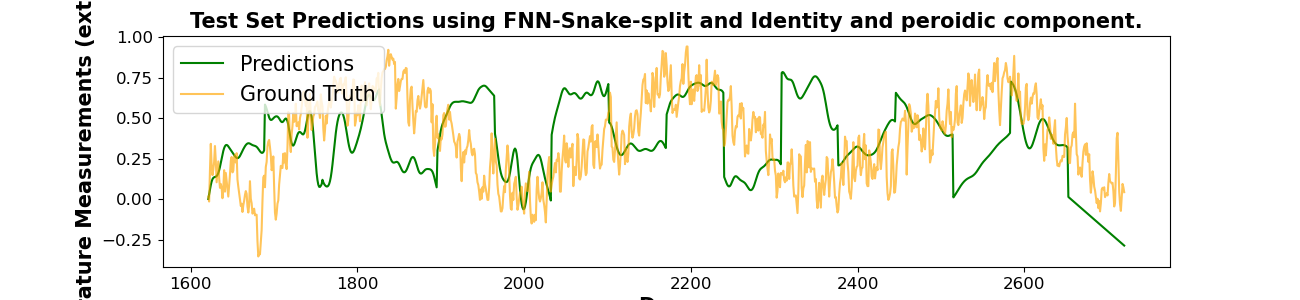 Test Set Predictions using FNN-Snake-split and Identity and peroidic component.
rature Measurements (ext
1.00
0.75
0.50
0.25
0.00
−0.25
Predictions
Ground Truth
1600 1800 2000 2200 2400 2600